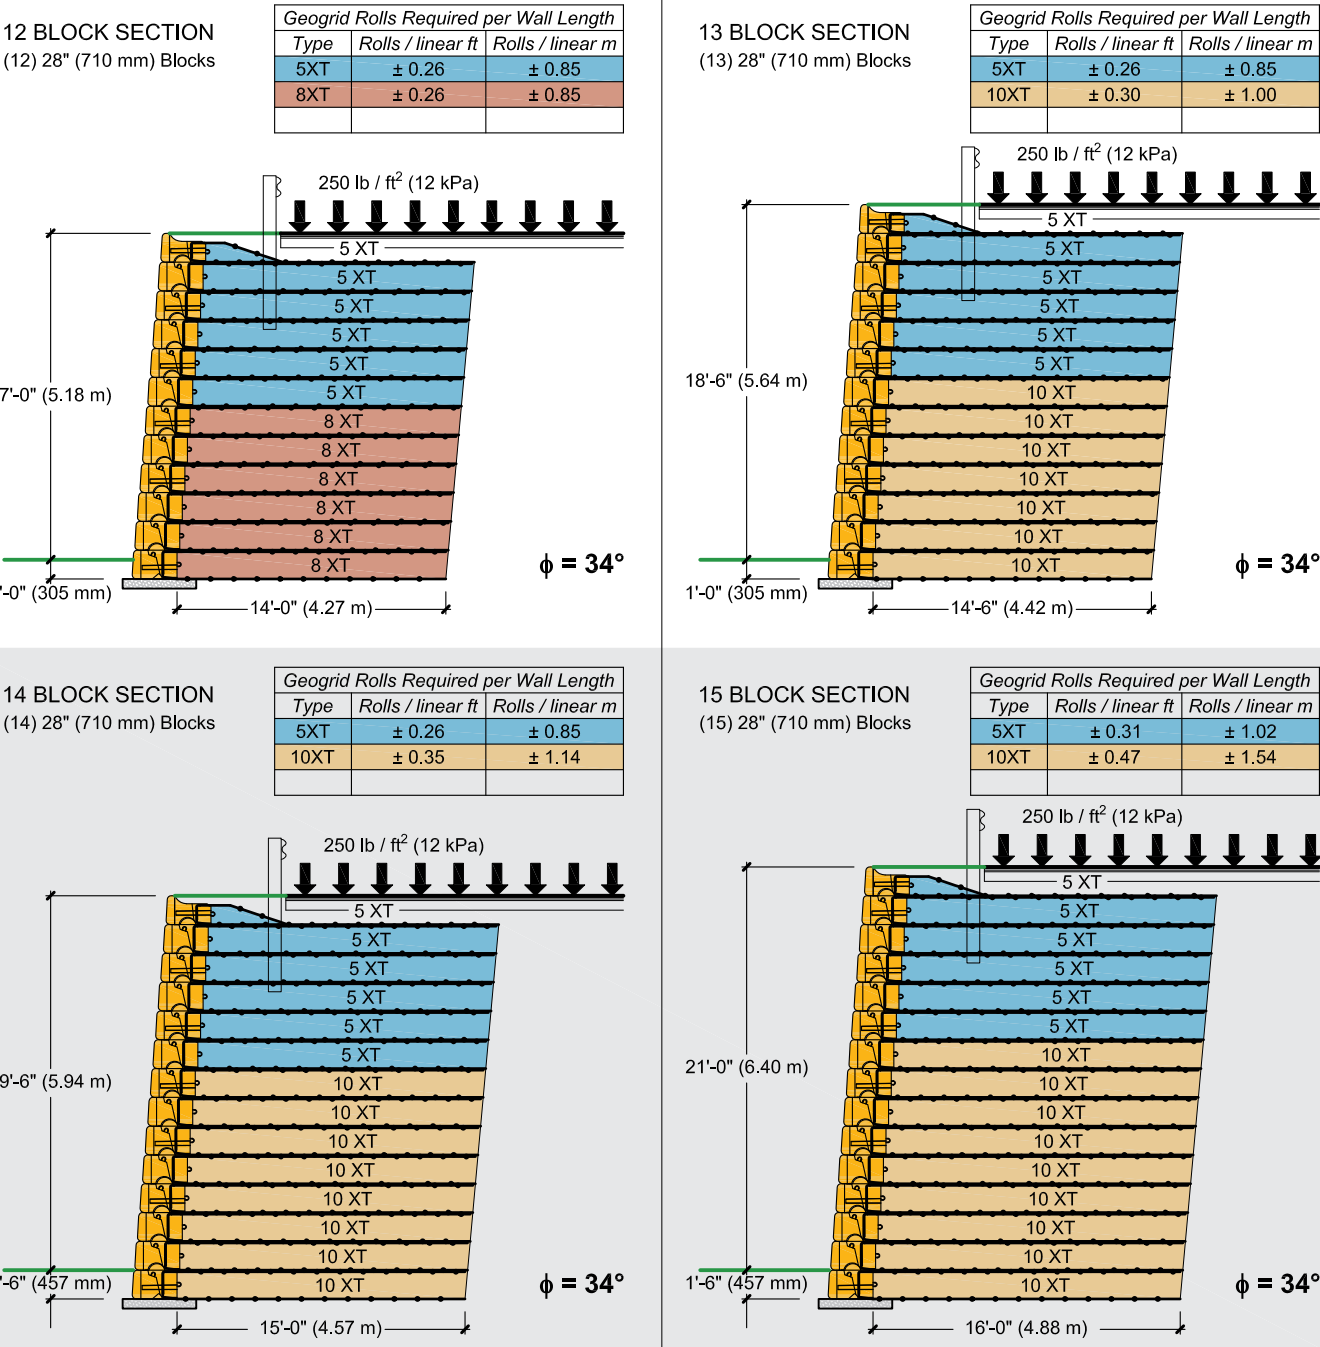 12 BLOCK SECTION
(12) 28" (710 mm) Blocks
Geogrid Rolls Required per Wall Length
Type Rolls / linear ft Rolls / linear m
5XT ± 0.26 ± 0.85
8XT ± 0.26 ± 0.85
250 lb / ft² (12 kPa)
5 XT
5 XT
5 XT
5 XT
5 XT
5 XT
8 XT
8 XT
8 XT
8 XT
8 XT
8 XT
7'-0" (5.18 m)
'-0" (305 mm)
14'-0" (4.27 m)
ϕ = 34°
13 BLOCK SECTION
(13) 28" (710 mm) Blocks
Geogrid Rolls Required per Wall Length
Type Rolls / linear ft Rolls / linear m
5XT ± 0.26 ± 0.85
10XT ± 0.30 ± 1.00
250 lb / ft² (12 kPa)
5 XT
5 XT
5 XT
5 XT
5 XT
5 XT
10 XT
10 XT
10 XT
10 XT
10 XT
10 XT
10 XT
18'-6" (5.64 m)
1'-0" (305 mm)
14'-6" (4.42 m)
ϕ = 34°
14 BLOCK SECTION
(14) 28" (710 mm) Blocks
Geogrid Rolls Required per Wall Length
Type Rolls / linear ft Rolls / linear m
5XT ± 0.26 ± 0.85
10XT ± 0.35 ± 1.14
250 lb / ft² (12 kPa)
5 XT
5 XT
5 XT
5 XT
5 XT
5 XT
10 XT
10 XT
10 XT
10 XT
10 XT
10 XT
10 XT
10 XT
9'-6" (5.94 m)
'-6" (457 mm)
15'-0" (4.57 m)
ϕ = 34°
15 BLOCK SECTION
(15) 28" (710 mm) Blocks
Geogrid Rolls Required per Wall Length
Type Rolls / linear ft Rolls / linear m
5XT ± 0.31 ± 1.02
10XT ± 0.47 ± 1.54
250 lb / ft² (12 kPa)
5 XT
5 XT
5 XT
5 XT
5 XT
5 XT
10 XT
10 XT
10 XT
10 XT
10 XT
10 XT
10 XT
10 XT
10 XT
21'-0" (6.40 m)
1'-6" (457 mm)
16'-0" (4.88 m)
ϕ = 34°